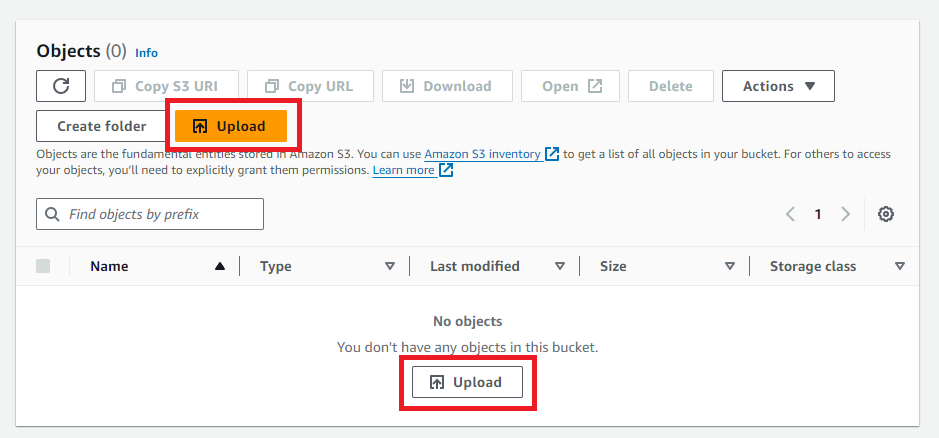 Objects (0) Info
Copy S3 URI Copy URL Download Open Delete Actions
Create folder Upload
Objects are the fundamental entities stored in Amazon S3. You can use Amazon S3 inventory to get a list of all objects in your bucket. For others to access
your objects, you'll need to explicitly grant them permissions. Learn more
Find objects by prefix 1
Name Type Last modified Size Storage class
No objects
You don't have any objects in this bucket.
Upload